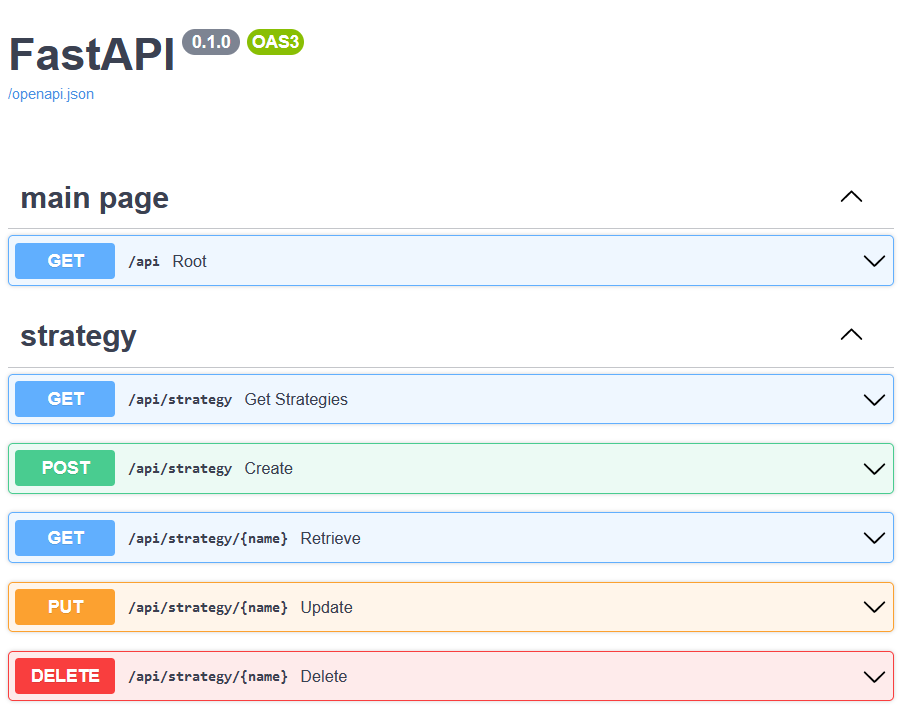 FastAPI 0.1.0 OAS3
/openapi.json
main page
GET /api Root
strategy
GET /api/strategy Get Strategies
POST /api/strategy Create
GET /api/strategy/{name} Retrieve
PUT /api/strategy/{name} Update
DELETE /api/strategy/{name} Delete